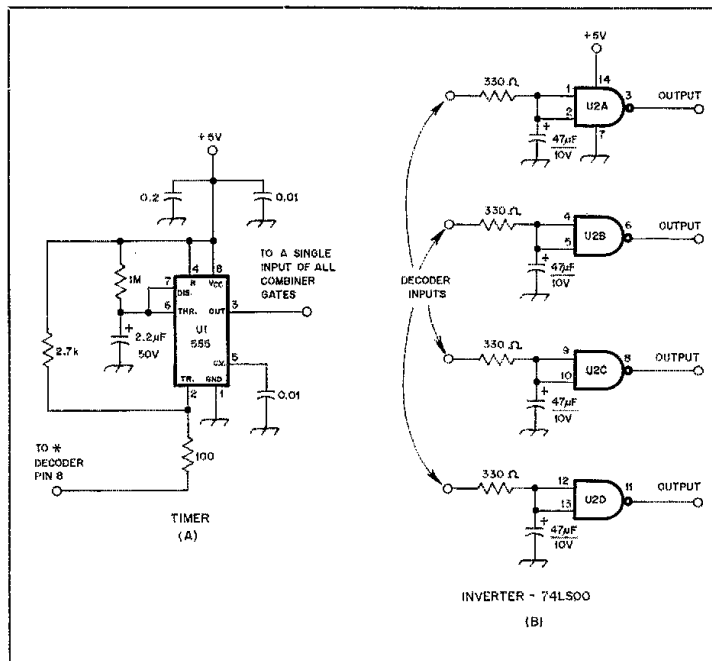 +5V
0.2
0.01
TO A SINGLE
INPUT OF ALL
COMBINER
GATES
4
8
R
VCC
7
DIS.
1M
6
THR.
OUT
3
U1
555
2.2µF
50V
5
C.V.
0.01
TR.
GND
2
1
2.7k
100
TO *
DECODER
PIN 8
TIMER
(A)
+5V
14
330 Ω
1
2
U2A
3
OUTPUT
7
+
47µF
10V
330 Ω
4
5
U2B
6
OUTPUT
+
47µF
10V
DECODER
INPUTS
330 Ω
9
10
U2C
8
OUTPUT
+
47µF
10V
330 Ω
12
13
U2D
11
OUTPUT
+
47µF
10V
INVERTER - 74LS00
(B)